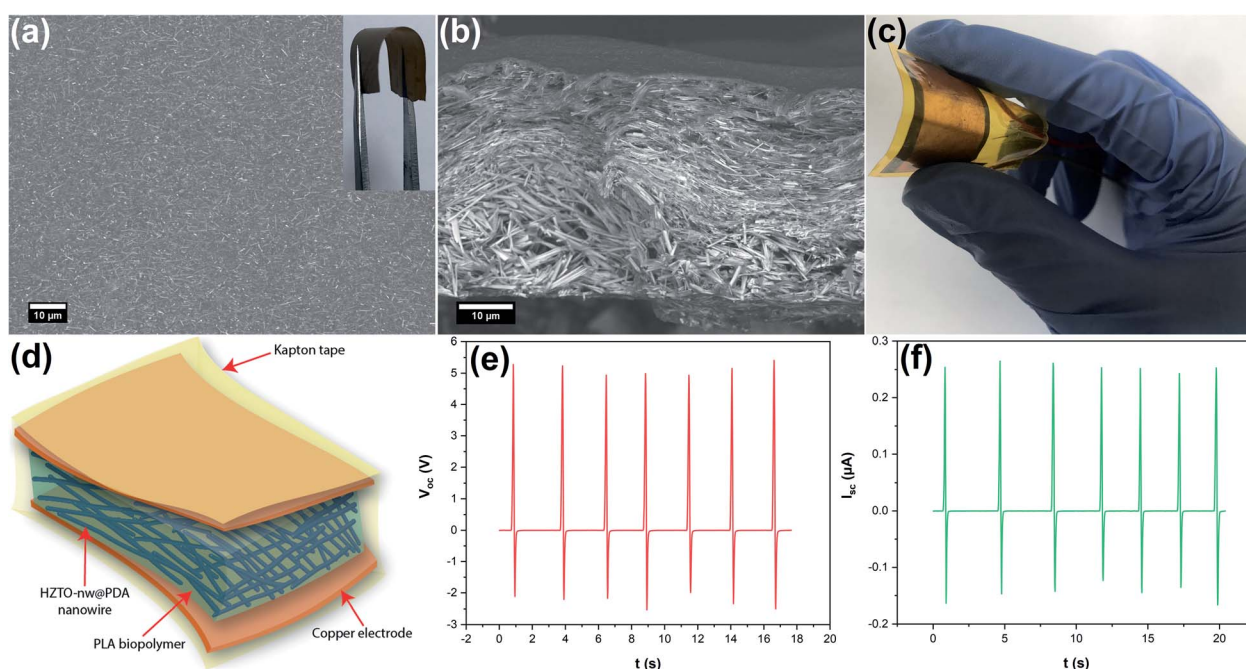 (a)
10 µm
(b)
10 µm
(c)
(d)
Kapton tape
HZTO-nw@PDA
nanowire
PLA biopolymer
Copper electrode
(e)
6
5
4
3
2
1
0
-1
-2
-3
-2 0 2 4 6 8 10 12 14 16 18 20
Voc (V)
t (s)
(f)
0.3
0.2
0.1
0.0
-0.1
-0.2
0 5 10 15 20
Isc (µA)
t (s)